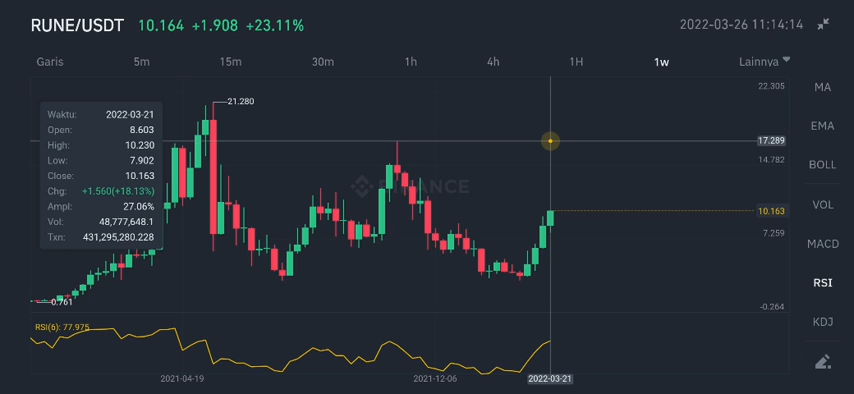 RUNE/USDT 10.164 +1.908 +23.11% 2022-03-26 11:14:14
Garis 5m 15m 30m 1h 4h 1H 1w Lainnya
22.305
21.280
17.289
14.782
10.163
7.259
-0.264
Waktu: 2022-03-21
Open: 8.603
High: 10.230
Low: 7.902
Close: 10.163
Chg: +1.560(+18.13%)
Ampl: 27.06%
Vol: 48,777,648.1
Txn: 431,295,280.228
BINANCE
0.761
RSI(6): 77.975
2021-04-19 2021-12-06 2022-03-21
MA
EMA
BOLL
VOL
MACD
RSI
KDJ